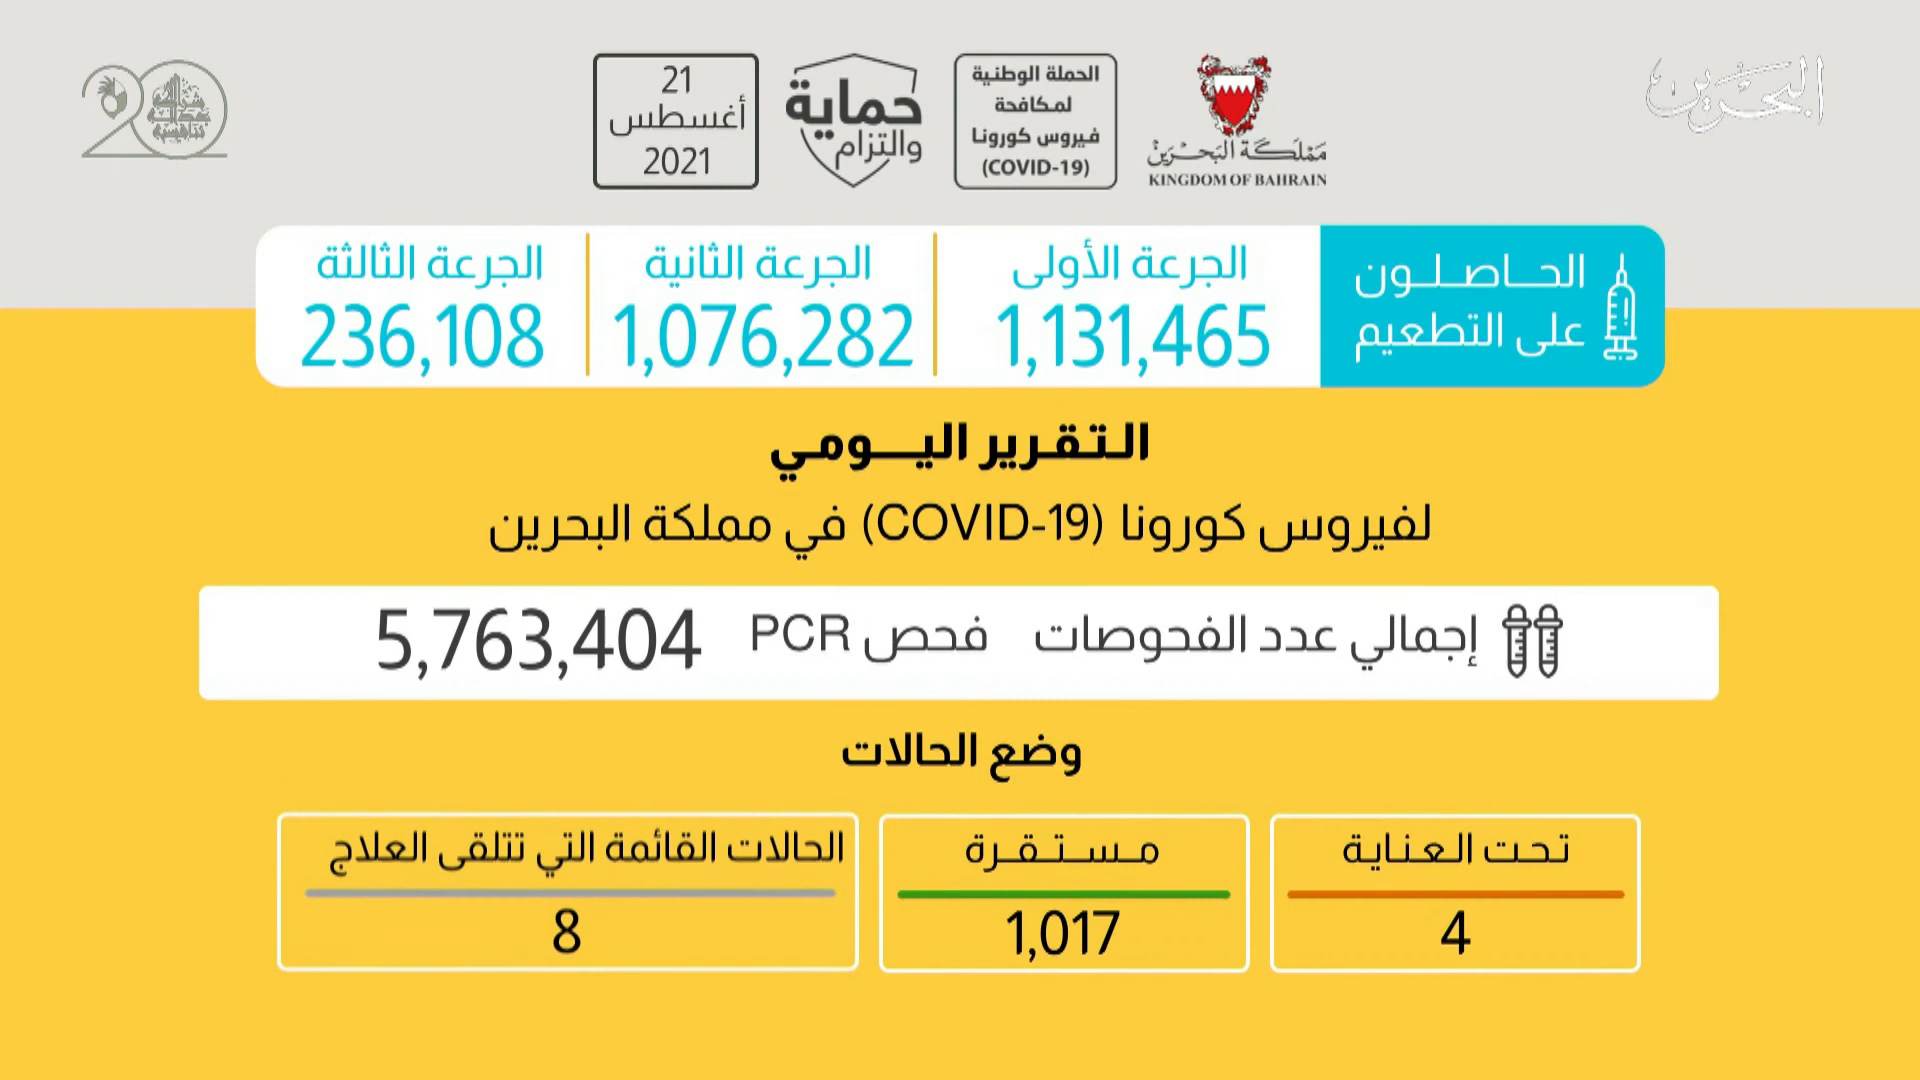 البحرين
مملكة البحرين
KINGDOM OF BAHRAIN
الحملة الوطنية
لمكافحة
فيروس كورونا
(COVID-19)
حماية
والتزام
21
أغسطس
2021
20
الحاصلون
على التطعيم
الجرعة الأولى
1,131,465
الجرعة الثانية
1,076,282
الجرعة الثالثة
236,108
التقرير اليومي
لفيروس كورونا (COVID-19) في مملكة البحرين
إجمالي عدد الفحوصات فحص PCR 5,763,404
وضع الحالات
تحت العناية
4
مستقرة
1,017
الحالات القائمة التي تتلقى العلاج
8